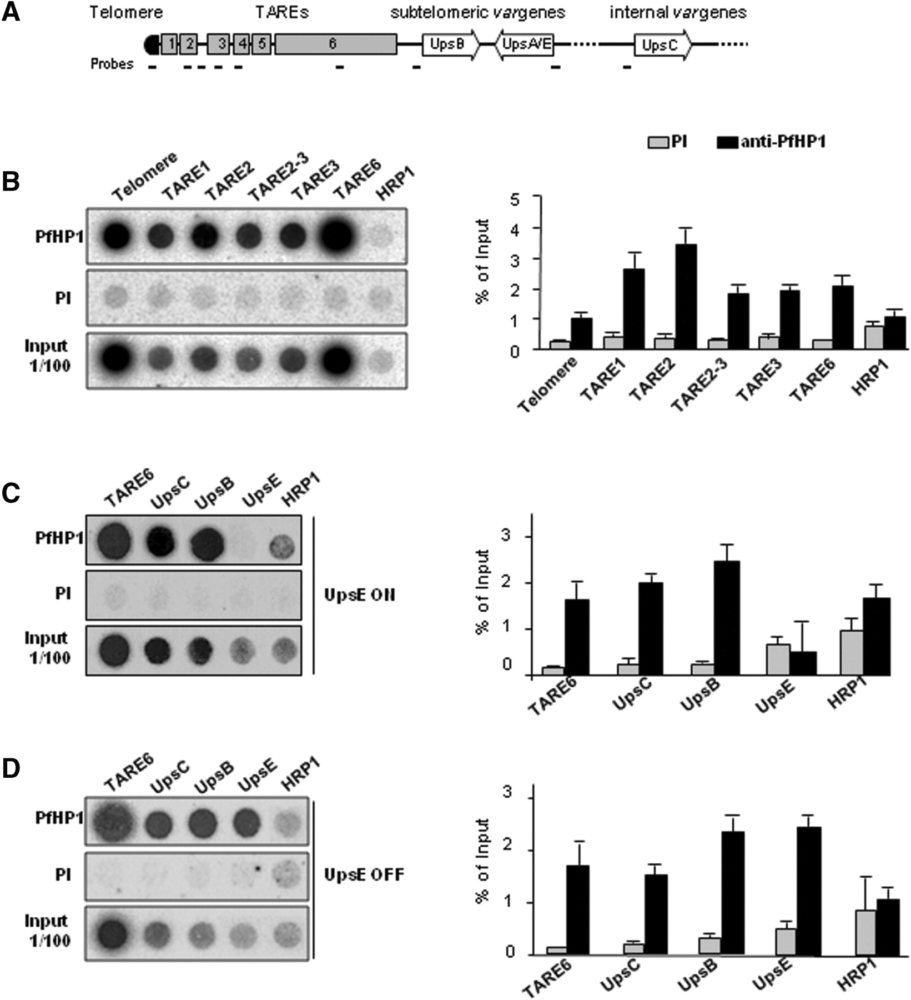 A
Telomere TAREs subtelomeric vargenes internal vargenes
1 2 3 4 5 6 UpsB UpsA/E UpsC
Probes
PI anti-PfHP1
B
Telomere TARE1 TARE2 TARE2-3 TARE3 TARE6 HRP1
PfHP1
PI
Input
1/100
% of Input
5
4
3
2
1
0
Telomere TARE1 TARE2 TARE2-3 TARE3 TARE6 HRP1
C
TARE6 UpsC UpsB UpsE HRP1
PfHP1
PI
Input
1/100
UpsE ON
% of Input
3
2
1
0
TARE6 UpsC UpsB UpsE HRP1
D
TARE6 UpsC UpsB UpsE HRP1
PfHP1
PI
Input
1/100
UpsE OFF
% of Input
3
2
1
0
TARE6 UpsC UpsB UpsE HRP1